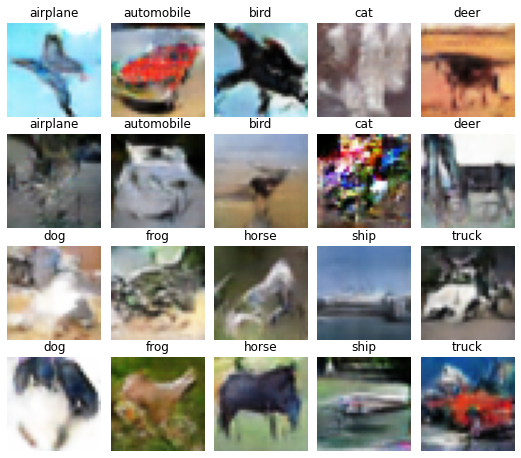 airplane automobile bird cat deer
airplane automobile bird cat deer
dog frog horse ship truck
dog frog horse ship truck